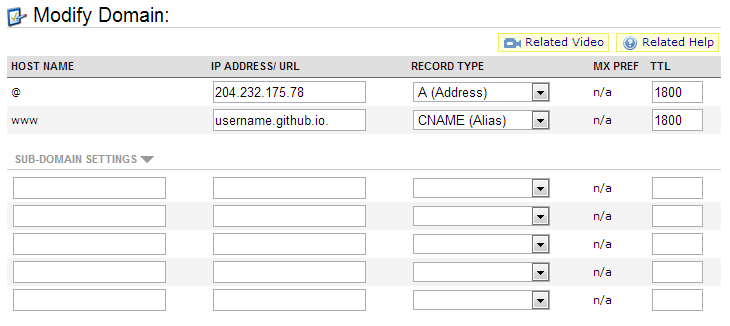 Modify Domain:
Related Video Related Help
HOST NAME IP ADDRESS/ URL RECORD TYPE MX PREF TTL
@ 204.232.175.78 A (Address) n/a 1800
www username.github.io. CNAME (Alias) n/a 1800
SUB-DOMAIN SETTINGS
n/a
n/a
n/a
n/a
n/a